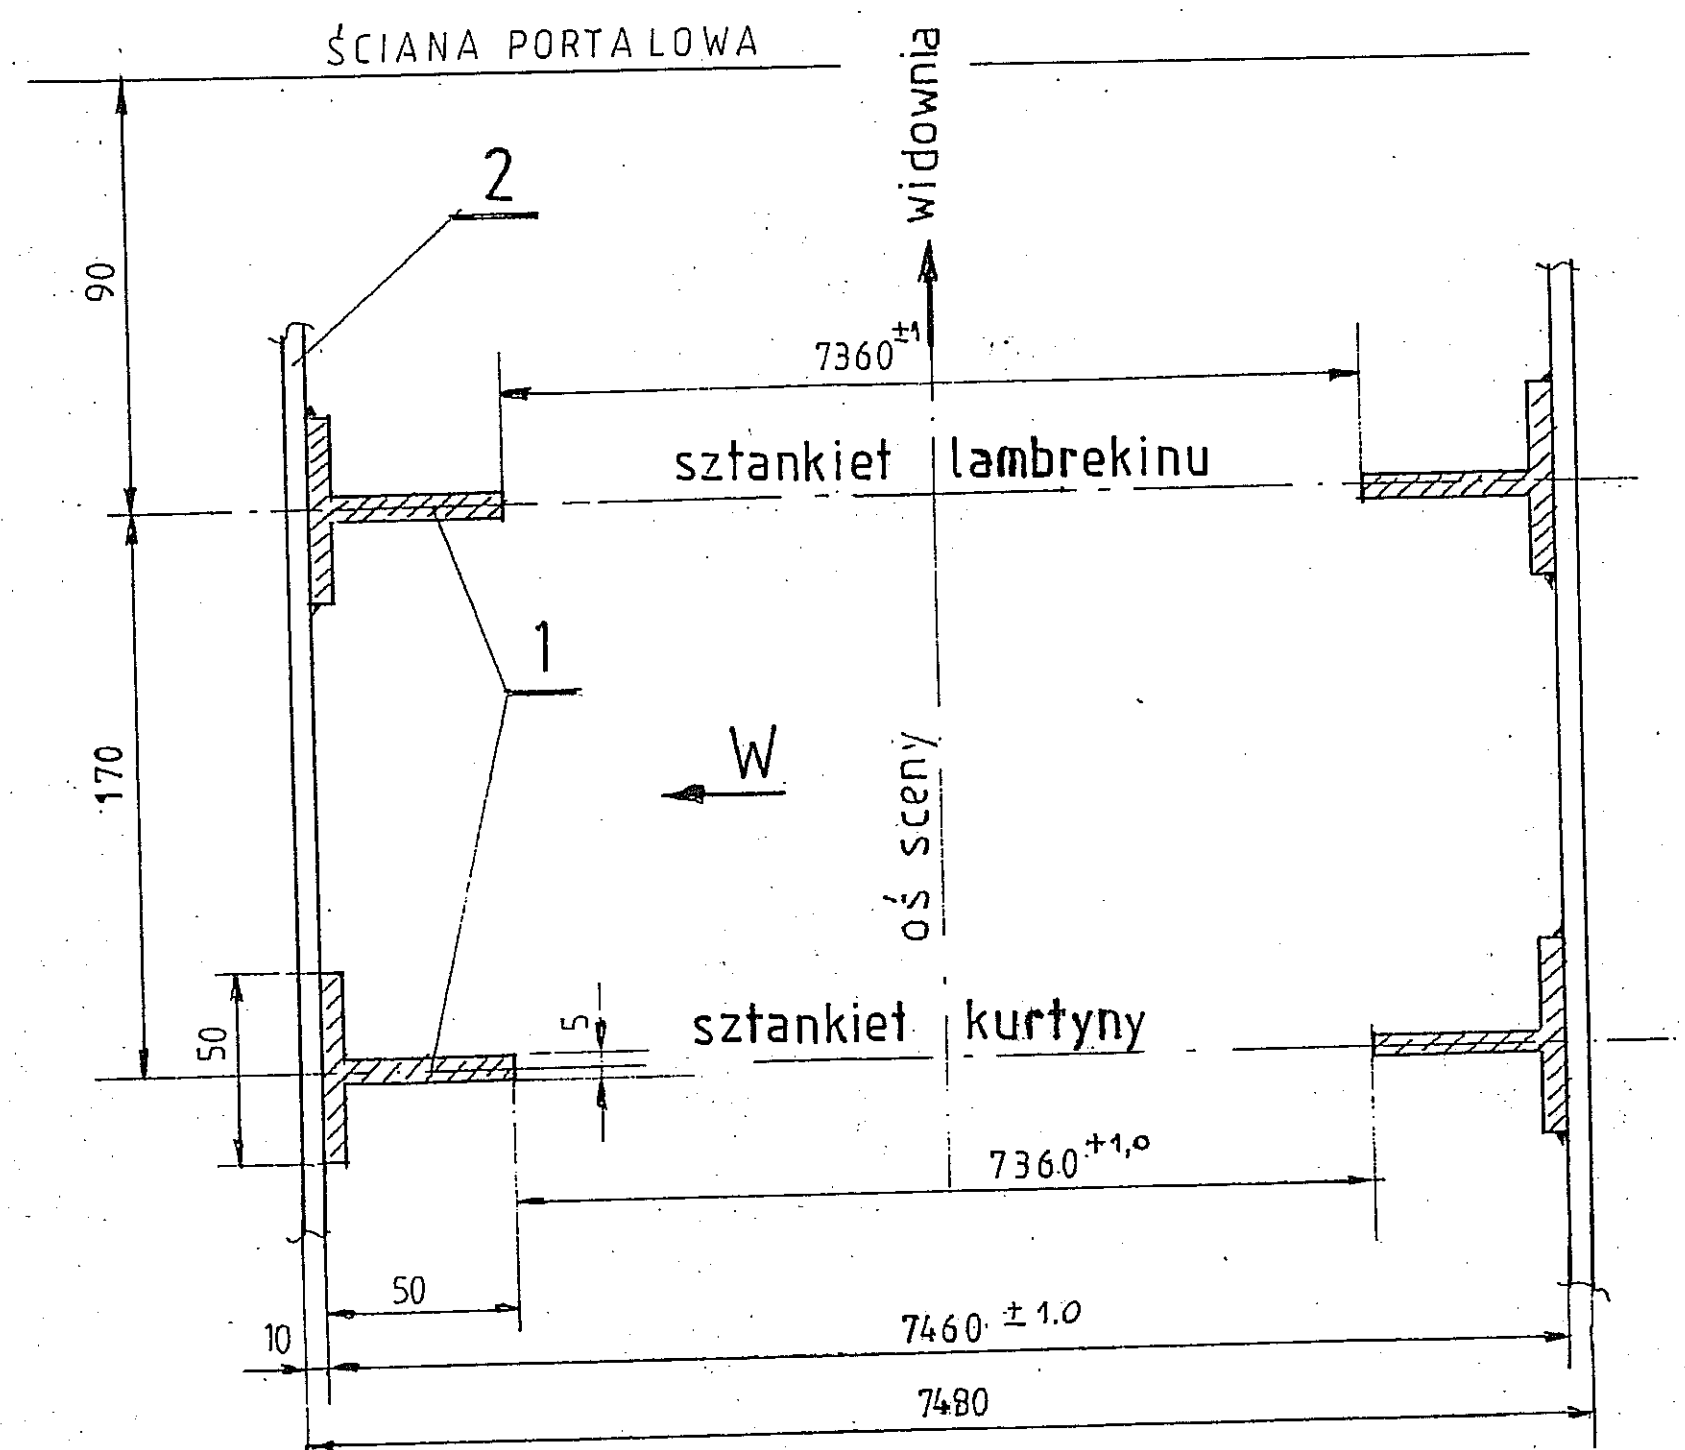 ŚCIANA PORTALOWA
widownia
2
90
7360±1
sztankiet lambrekinu
1
170
W
oś sceny
50
5
sztankiet kurtyny
7360+1,0
50
10
7460 ± 1.0
7480